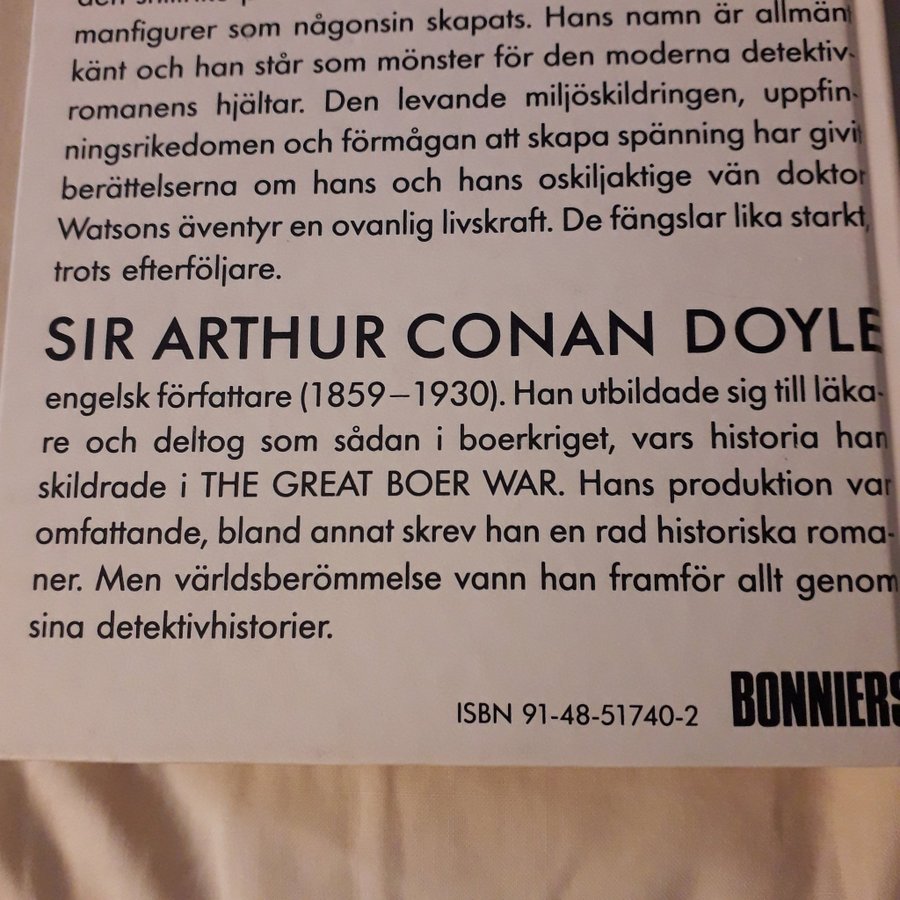 manfigurer som någonsin skapats. Hans namn är allmän
känt och han står som mönster för den moderna detektiv-
romanens hjältar. Den levande miljöskildringen, uppfin-
ningsrikedomen och förmågan att skapa spänning har givi
berättelserna om hans och hans oskiljaktige vän doktor
Watsons äventyr en ovanlig livskraft. De fängslar lika starkt,
trots efterföljare.
SIR ARTHUR CONAN DOYLE
engelsk författare (1859–1930). Han utbildade sig till läka-
re och deltog som sådan i boerkriget, vars historia han
skildrade i THE GREAT BOER WAR. Hans produktion var
omfattande, bland annat skrev han en rad historiska roma-
ner. Men världsberömmelse vann han framför allt genom
sina detektivhistorier.
ISBN 91-48-51740-2 BONNIERS